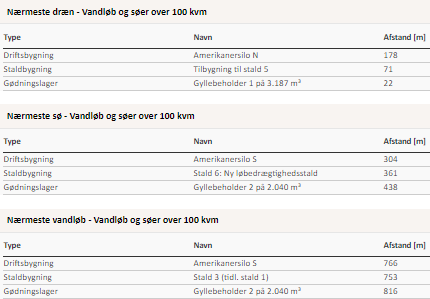 Nærmeste dræn - Vandløb og søer over 100 kvm
Type Navn Afstand [m]
Driftsbygning Amerikanersilo N 178
Staldbygning Tilbygning til stald 5 71
Gødningslager Gyllebeholder 1 på 3.187 m³ 22
Nærmeste sø - Vandløb og søer over 100 kvm
Type Navn Afstand [m]
Driftsbygning Amerikanersilo S 304
Staldbygning Stald 6: Ny løbedrægtighedsstald 361
Gødningslager Gyllebeholder 2 på 2.040 m³ 438
Nærmeste vandløb - Vandløb og søer over 100 kvm
Type Navn Afstand [m]
Driftsbygning Amerikanersilo S 766
Staldbygning Stald 3 (tidl. stald 1) 753
Gødningslager Gyllebeholder 2 på 2.040 m³ 816